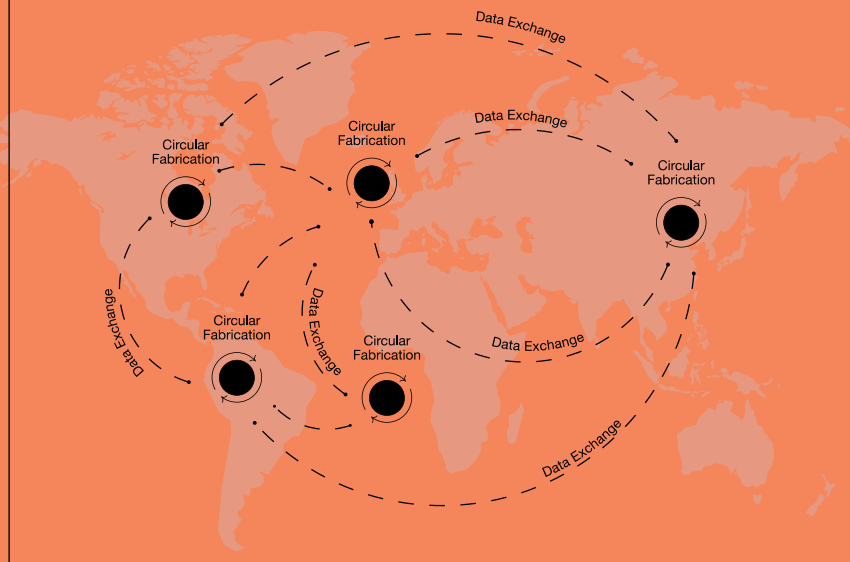 Data Exchange
Data Exchange
Circular
Fabrication
Circular
Fabrication
Circular
Fabrication
Data Exchange
Data Exchange
Circular
Fabrication
Circular
Fabrication
Data Exchange
Data Exchange